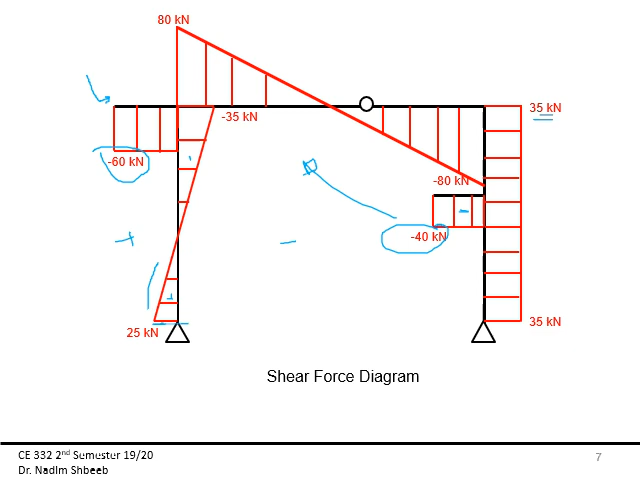 80 kN
-35 kN
35 kN
-60 kN
-80 kN
+
-
-40 kN
25 kN
35 kN
Shear Force Diagram
CE 332 2nd Semester 19/20
Dr. Nadim Shbeeb
7